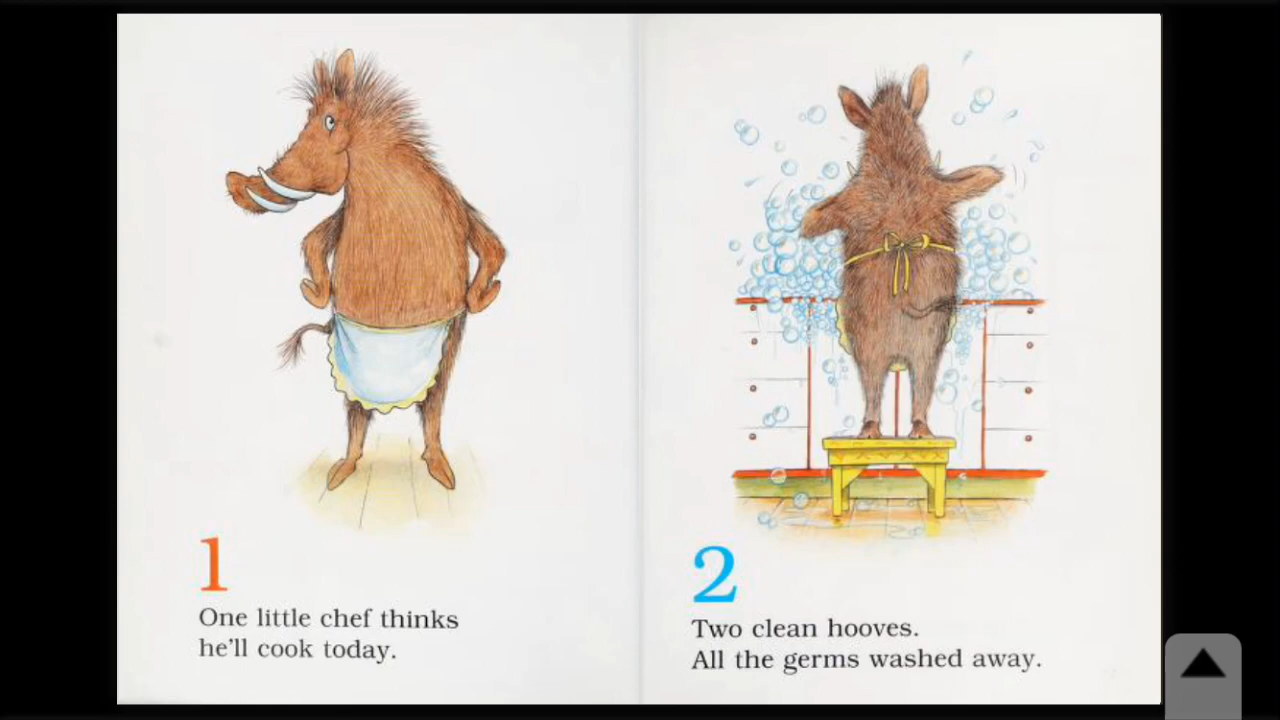 1
One little chef thinks
he'll cook today.
2
Two clean hooves.
All the germs washed away.